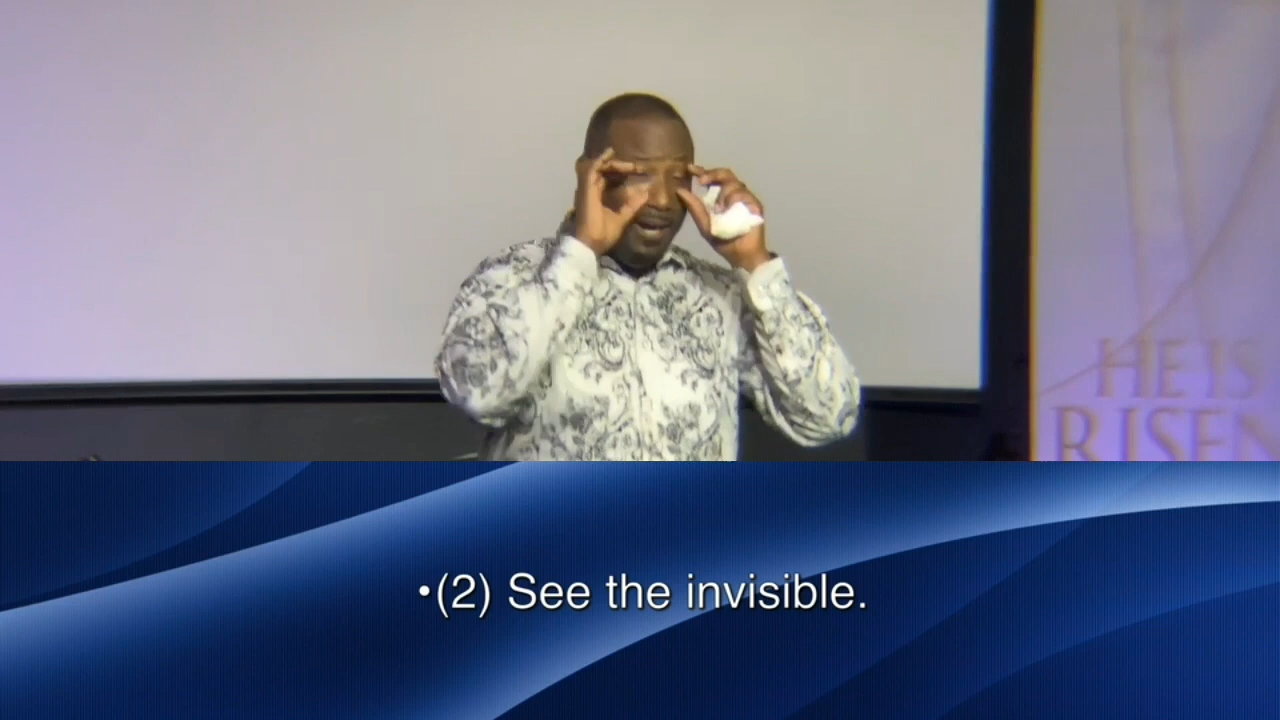 HE IS
RISEN
•(2) See the invisible.